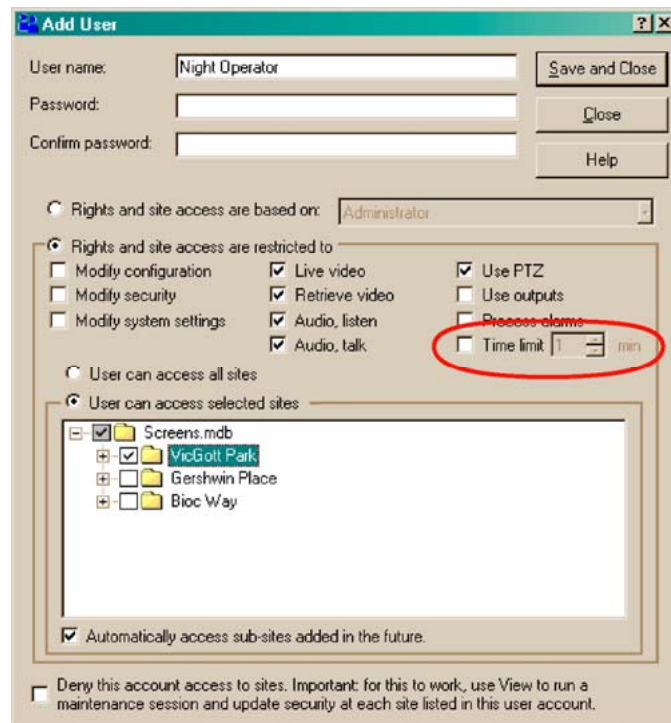 Add User
User name: Night Operator Save and Close
Password: Close
Confirm password: Help
Rights and site access are based on: Administrator
Rights and site access are restricted to
Modify configuration Live video Use PTZ
Modify security Retrieve video Use outputs
Modify system settings Audio, listen Process alarms
Audio, talk Time limit 1 min
User can access all sites
User can access selected sites
Screens.mdb
VicGott Park
Gershwin Place
Bioc Way
Automatically access sub-sites added in the future.
Deny this account access to sites. Important: for this to work, use View to run a
maintenance session and update security at each site listed in this user account.